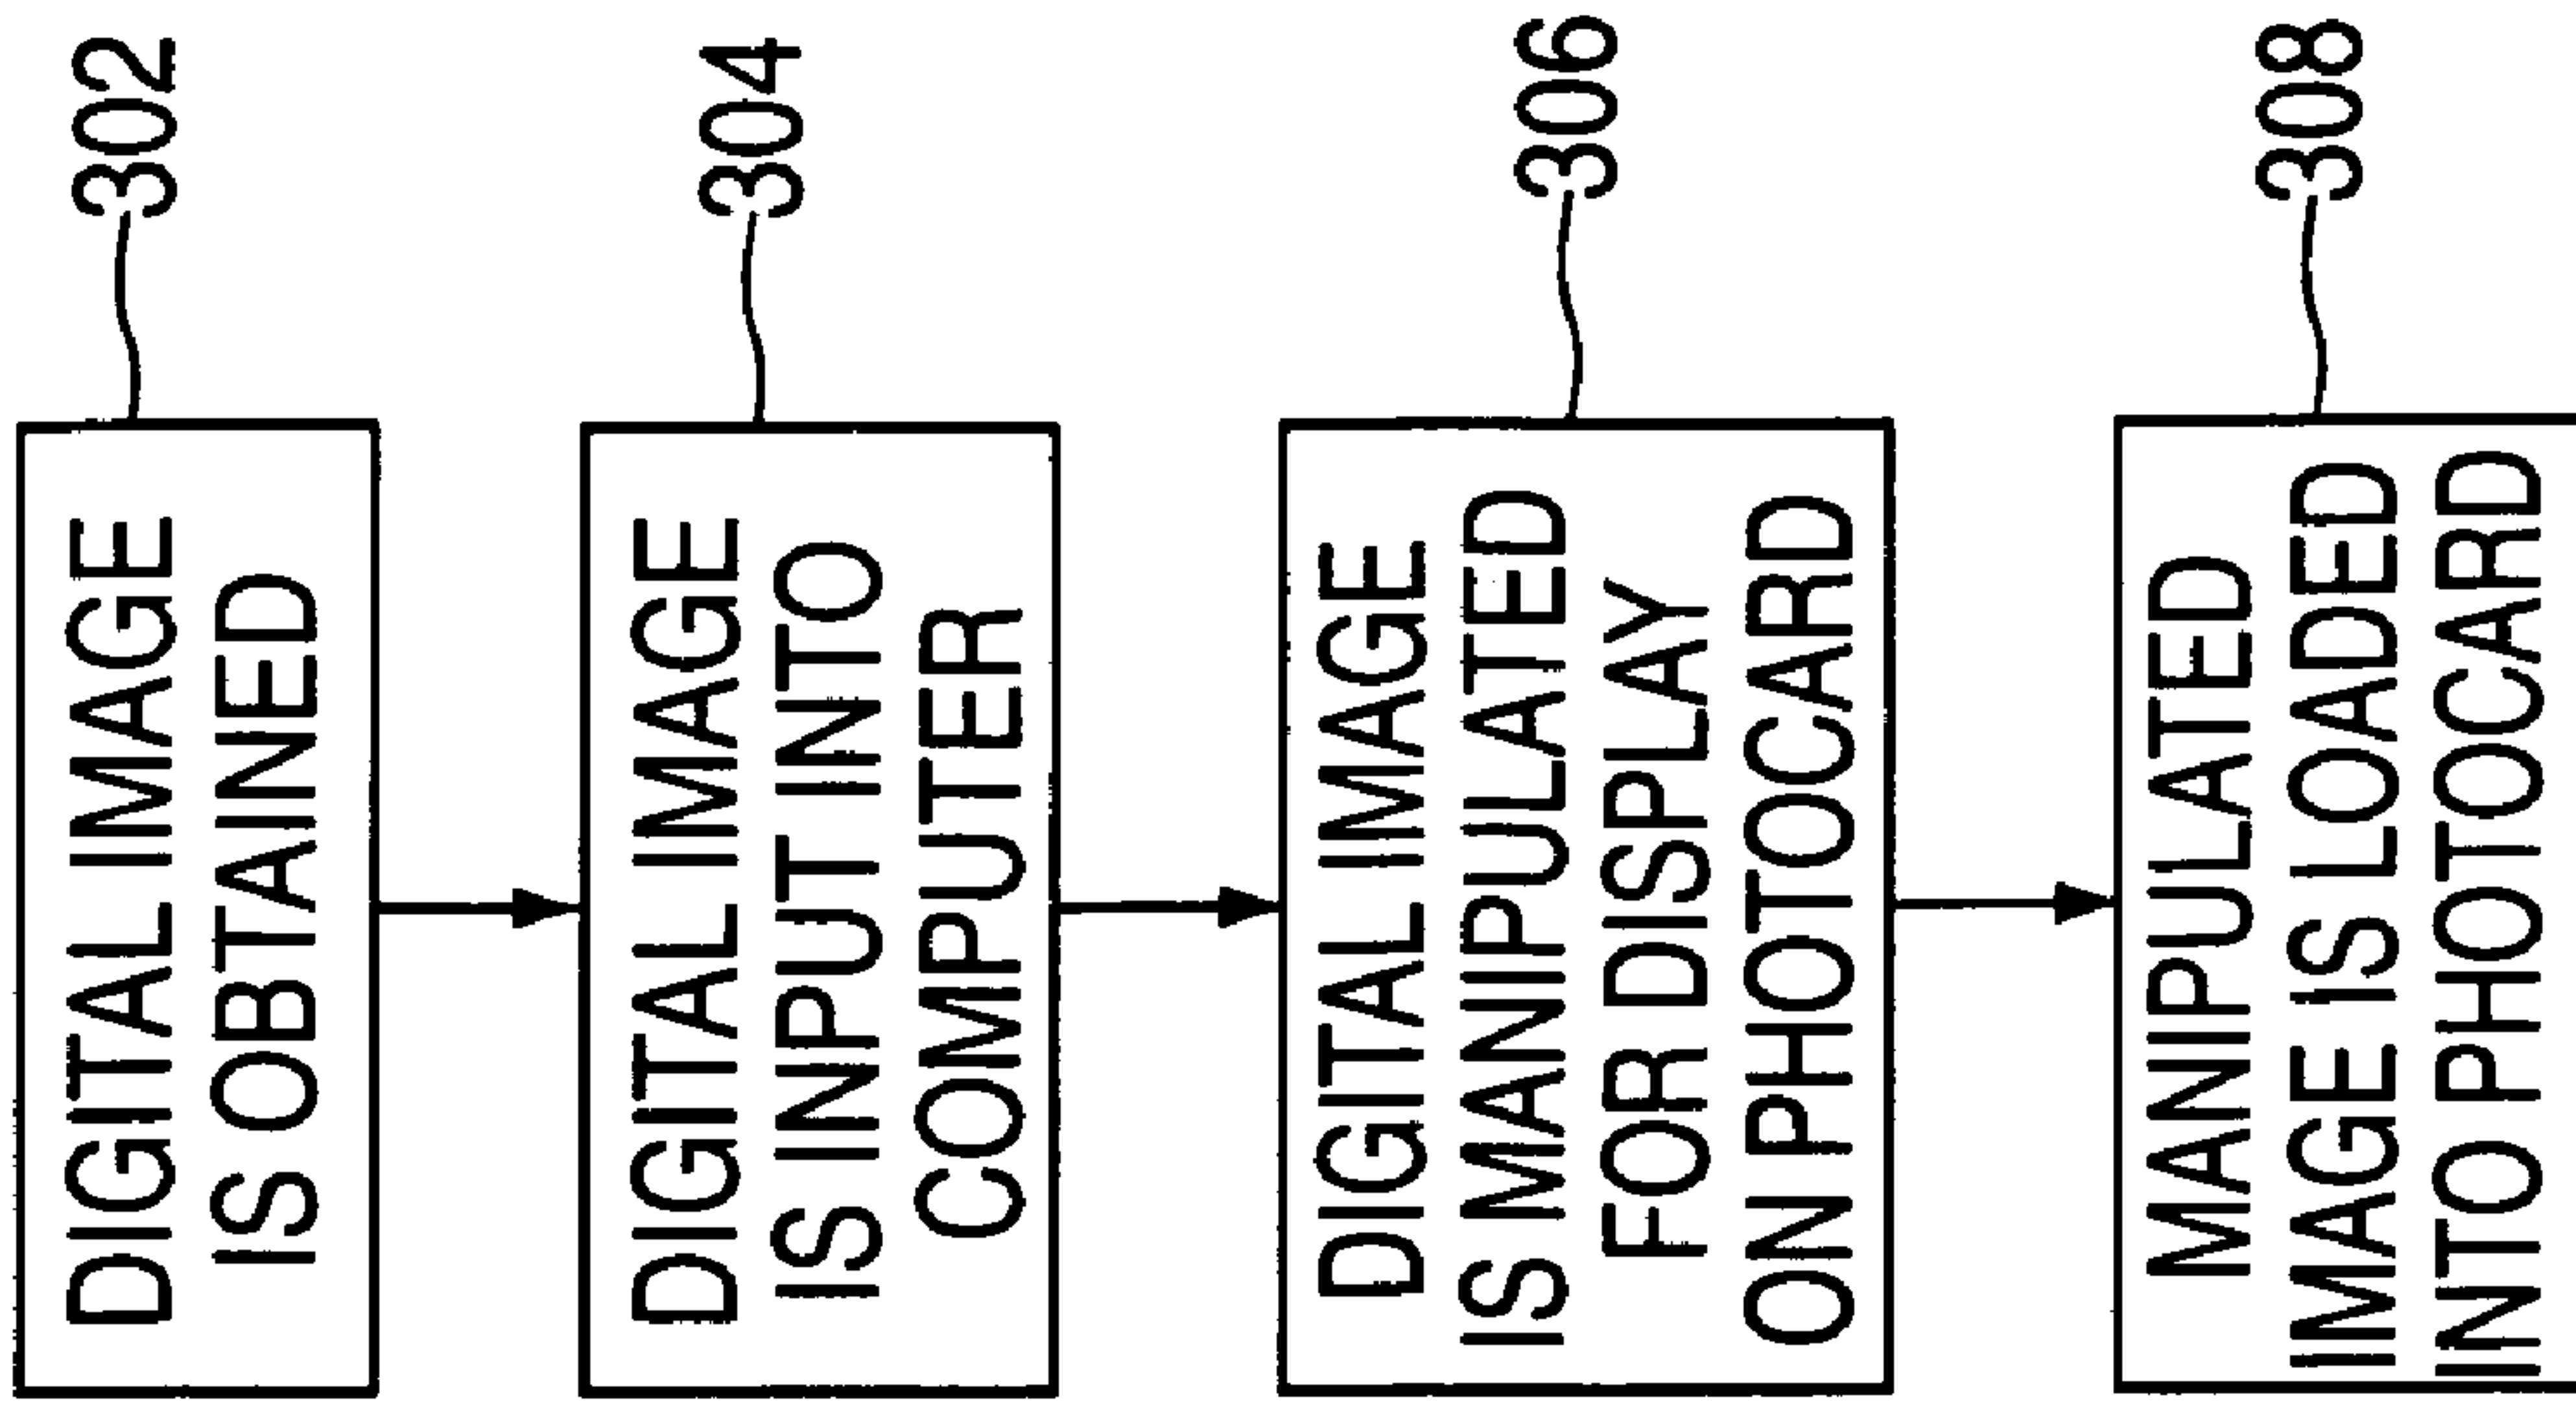 DIGITAL IMAGE
IS OBTAINED
302
DIGITAL IMAGE
IS INPUT INTO
COMPUTER
304
DIGITAL IMAGE
IS MANIPULATED
FOR DISPLAY
ON PHOTOCARD
306
MANIPULATED
IMAGE IS LOADED
INTO PHOTOCARD
308